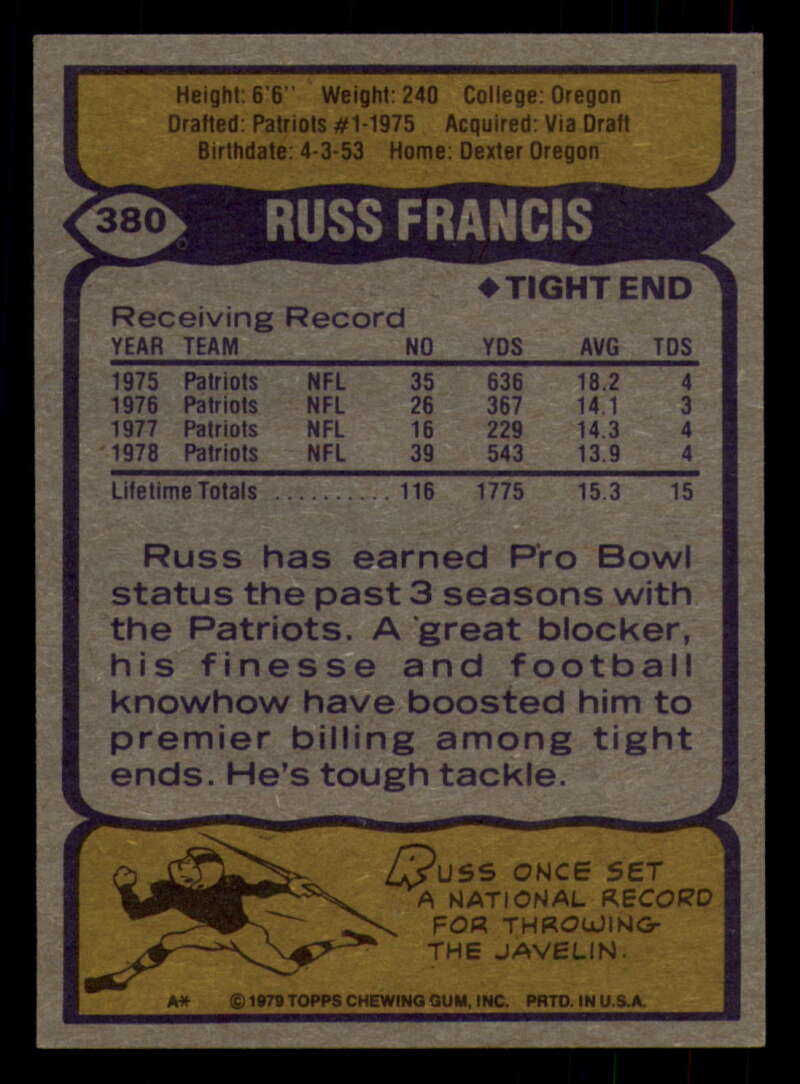 Height: 6'6" Weight: 240 College: Oregon
Drafted: Patriots #1-1975 Acquired: Via Draft
Birthdate: 4-3-53 Home: Dexter Oregon
380 RUSS FRANCIS
◆TIGHT END
Receiving Record
YEAR TEAM NO YDS AVG TDS
1975 Patriots NFL 35 636 18.2 4
1976 Patriots NFL 26 367 14.1 3
1977 Patriots NFL 16 229 14.3 4
1978 Patriots NFL 39 543 13.9 4
Lifetime Totals .......... 116 1775 15.3 15
Russ has earned Pro Bowl
status the past 3 seasons with
the Patriots. A great blocker,
his finesse and football
knowhow have boosted him to
premier billing among tight
ends. He's tough tackle.
RUSS ONCE SET
A NATIONAL RECORD
FOR THROWING
THE JAVELIN.
A* © 1979 TOPPS CHEWING GUM, INC. PRTD. IN U.S.A.